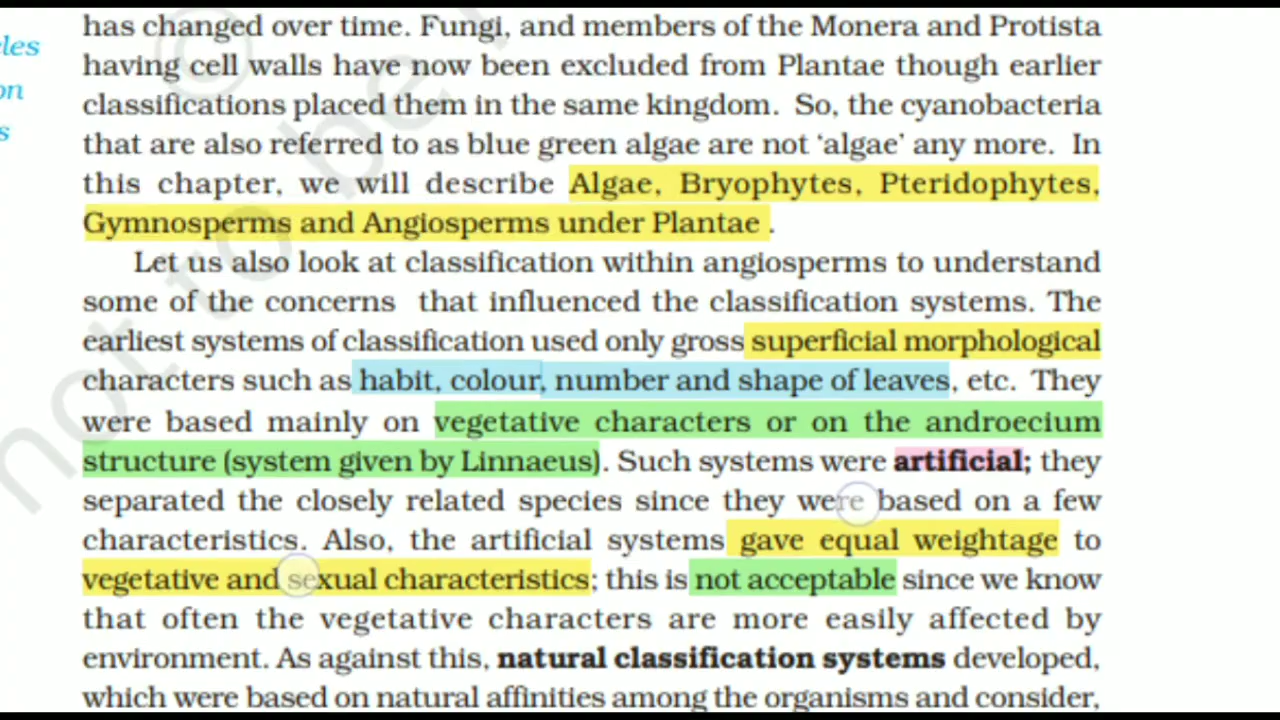 has changed over time. Fungi, and members of the Monera and Protista
cles
having cell walls have now been excluded from Plantae though earlier
on
classifications placed them in the same kingdom. So, the cyanobacteria
s
that are also referred to as blue green algae are not ‘algae’ any more. In
this chapter, we will describe Algae, Bryophytes, Pteridophytes,
Gymnosperms and Angiosperms under Plantae .
Let us also look at classification within angiosperms to understand
some of the concerns that influenced the classification systems. The
earliest systems of classification used only gross superficial morphological
characters such as habit, colour, number and shape of leaves, etc. They
were based mainly on vegetative characters or on the androecium
structure (system given by Linnaeus). Such systems were artificial; they
separated the closely related species since they were based on a few
characteristics. Also, the artificial systems gave equal weightage to
vegetative and sexual characteristics; this is not acceptable since we know
that often the vegetative characters are more easily affected by
environment. As against this, natural classification systems developed,
which were based on natural affinities among the organisms and consider,
© not to be r